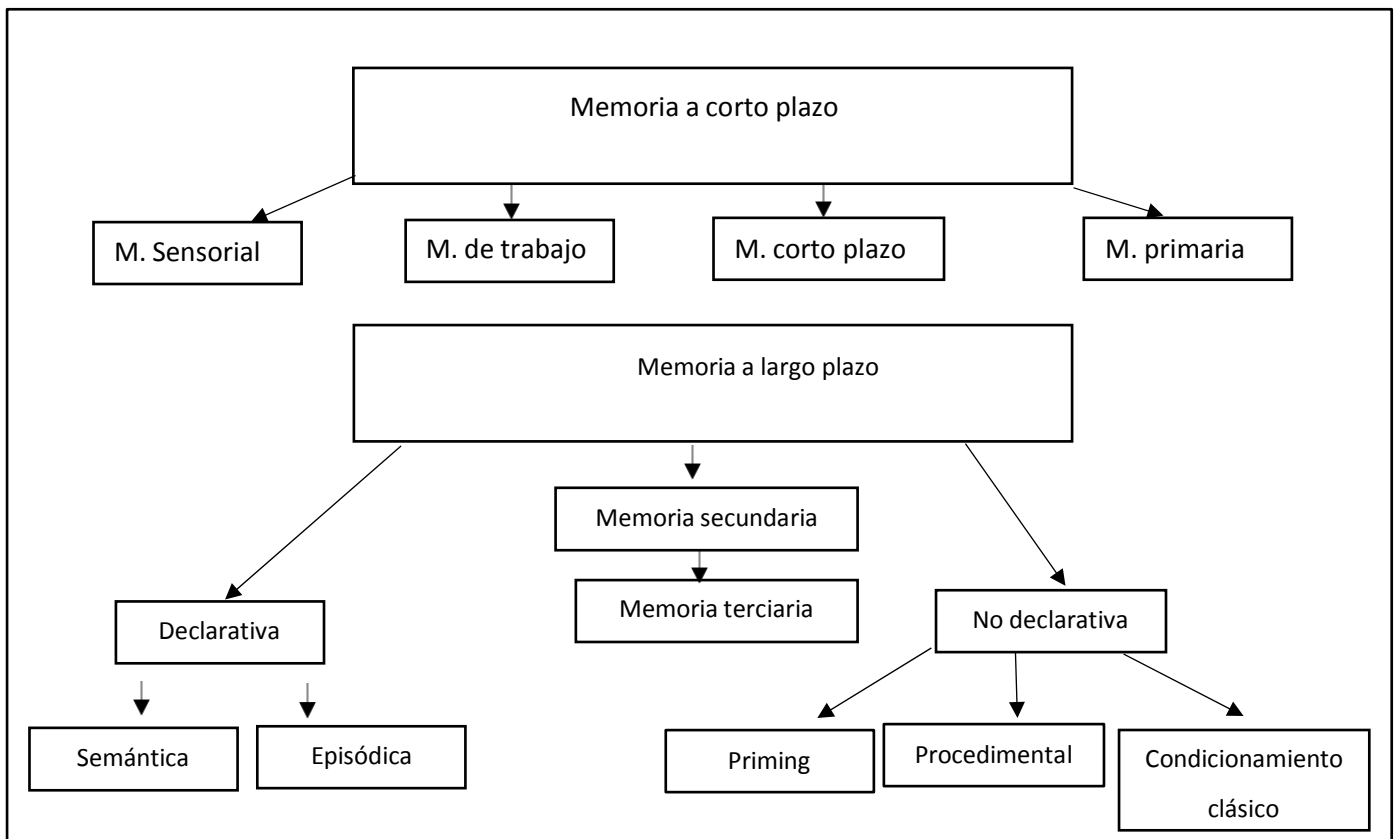 Memoria a corto plazo
M. Sensorial
M. de trabajo
M. corto plazo
M. primaria
Memoria a largo plazo
Memoria secundaria
Memoria terciaria
Declarativa
No declarativa
Semántica
Episódica
Priming
Procedimental
Condicionamiento
clásico